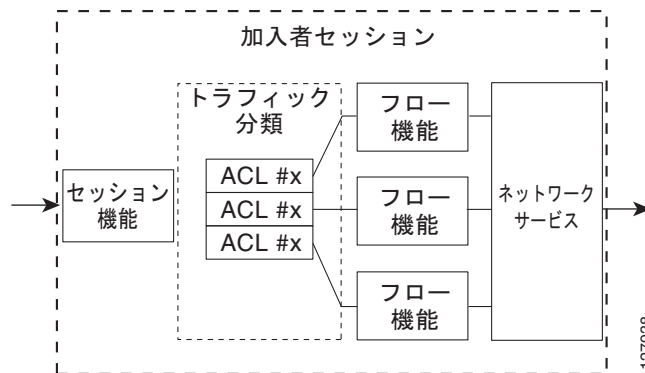 加入者セッション
トラフィック
分類
フロー
機能
セッション
機能
ACL #x
ACL #x
ACL #x
フロー
機能
ネットワーク
サービス
フロー
機能